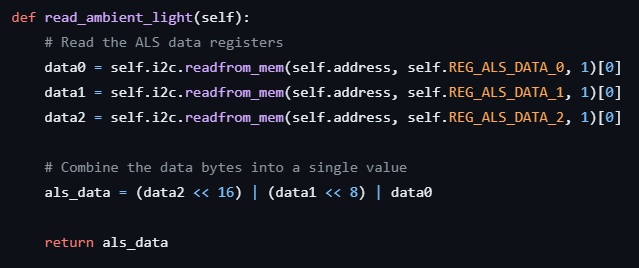 def read_ambient_light(self):
    # Read the ALS data registers
    data0 = self.i2c.readfrom_mem(self.address, self.REG_ALS_DATA_0, 1)[0]
    data1 = self.i2c.readfrom_mem(self.address, self.REG_ALS_DATA_1, 1)[0]
    data2 = self.i2c.readfrom_mem(self.address, self.REG_ALS_DATA_2, 1)[0]

    # Combine the data bytes into a single value
    als_data = (data2 << 16) | (data1 << 8) | data0

    return als_data